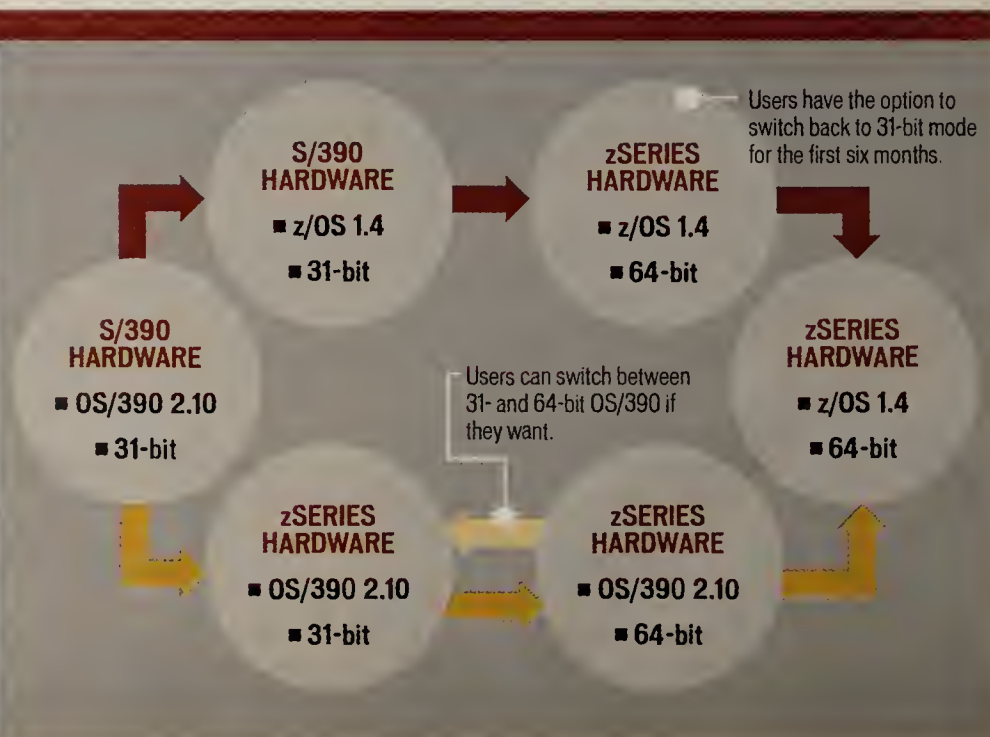 S/390
HARDWARE
■ z/OS 1.4
■ 31-bit
zSERIES
HARDWARE
■ z/OS 1.4
■ 64-bit
Users have the option to
switch back to 31-bit mode
for the first six months.
S/390
HARDWARE
■ OS/390 2.10
■ 31-bit
Users can switch between
31- and 64-bit OS/390 if
they want.
zSERIES
HARDWARE
■ z/OS 1.4
■ 64-bit
zSERIES
HARDWARE
■ OS/390 2.10
■ 31-bit
zSERIES
HARDWARE
■ OS/390 2.10
■ 64-bit